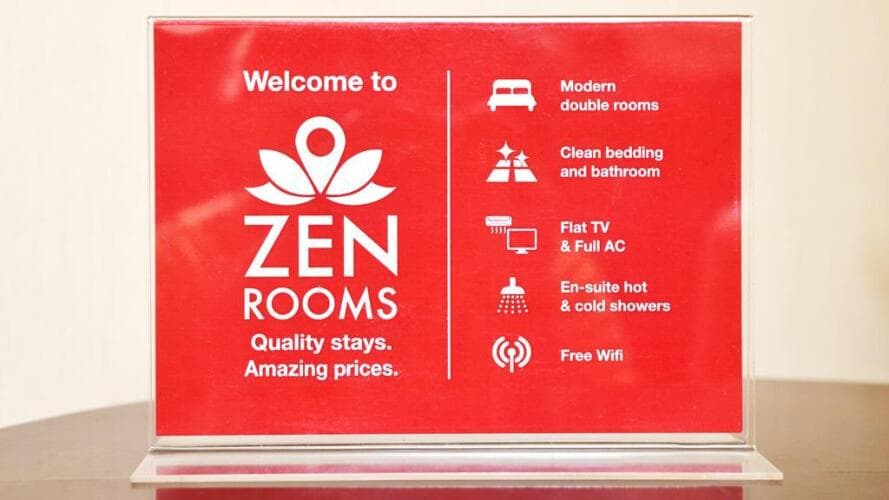 Welcome to
ZEN
ROOMS
Quality stays.
Amazing prices.
Modern
double rooms
Clean bedding
and bathroom
Flat TV
& Full AC
En-suite hot
& cold showers
Free Wifi